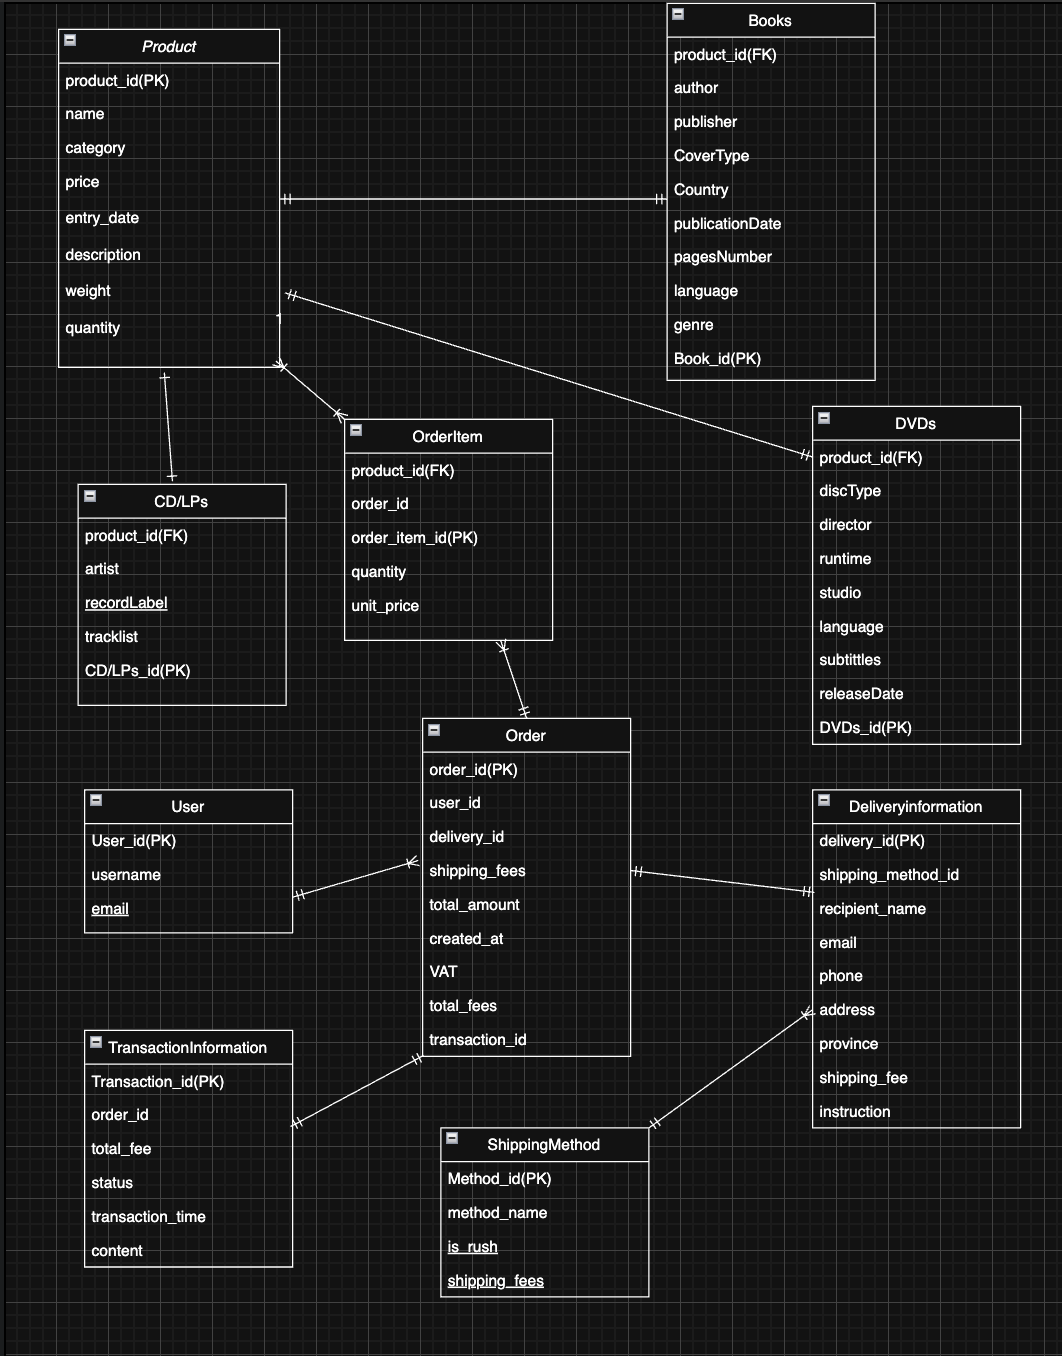 Product
product_id(PK)
name
category
price
entry_date
description
weight
quantity
1
Books
product_id(FK)
author
publisher
CoverType
Country
publicationDate
pagesNumber
language
genre
Book_id(PK)
OrderItem
product_id(FK)
order_id
order_item_id(PK)
quantity
unit_price
DVDs
product_id(FK)
discType
director
runtime
studio
language
subtittles
releaseDate
DVDs_id(PK)
CD/LPs
product_id(FK)
artist
recordLabel
tracklist
CD/LPs_id(PK)
Order
order_id(PK)
user_id
delivery_id
shipping_fees
total_amount
created_at
VAT
total_fees
transaction_id
User
User_id(PK)
username
email
Deliveryinformation
delivery_id(PK)
shipping_method_id
recipient_name
email
phone
address
province
shipping_fee
instruction
TransactionInformation
Transaction_id(PK)
order_id
total_fee
status
transaction_time
content
ShippingMethod
Method_id(PK)
method_name
is_rush
shipping_fees